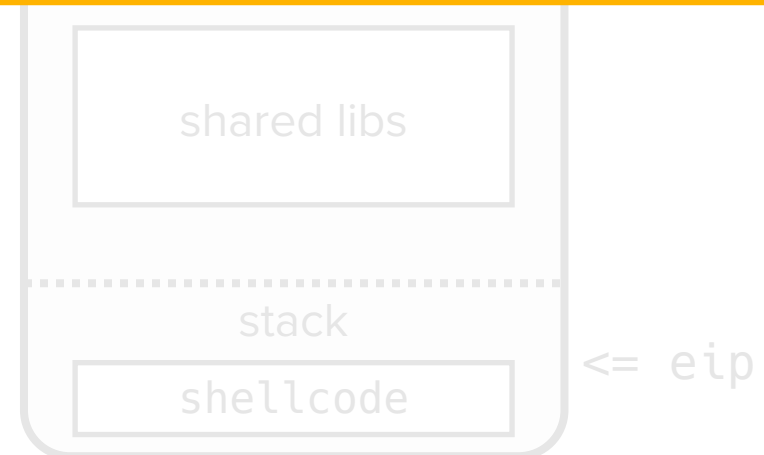 shared libs
stack
<= eip
shellcode